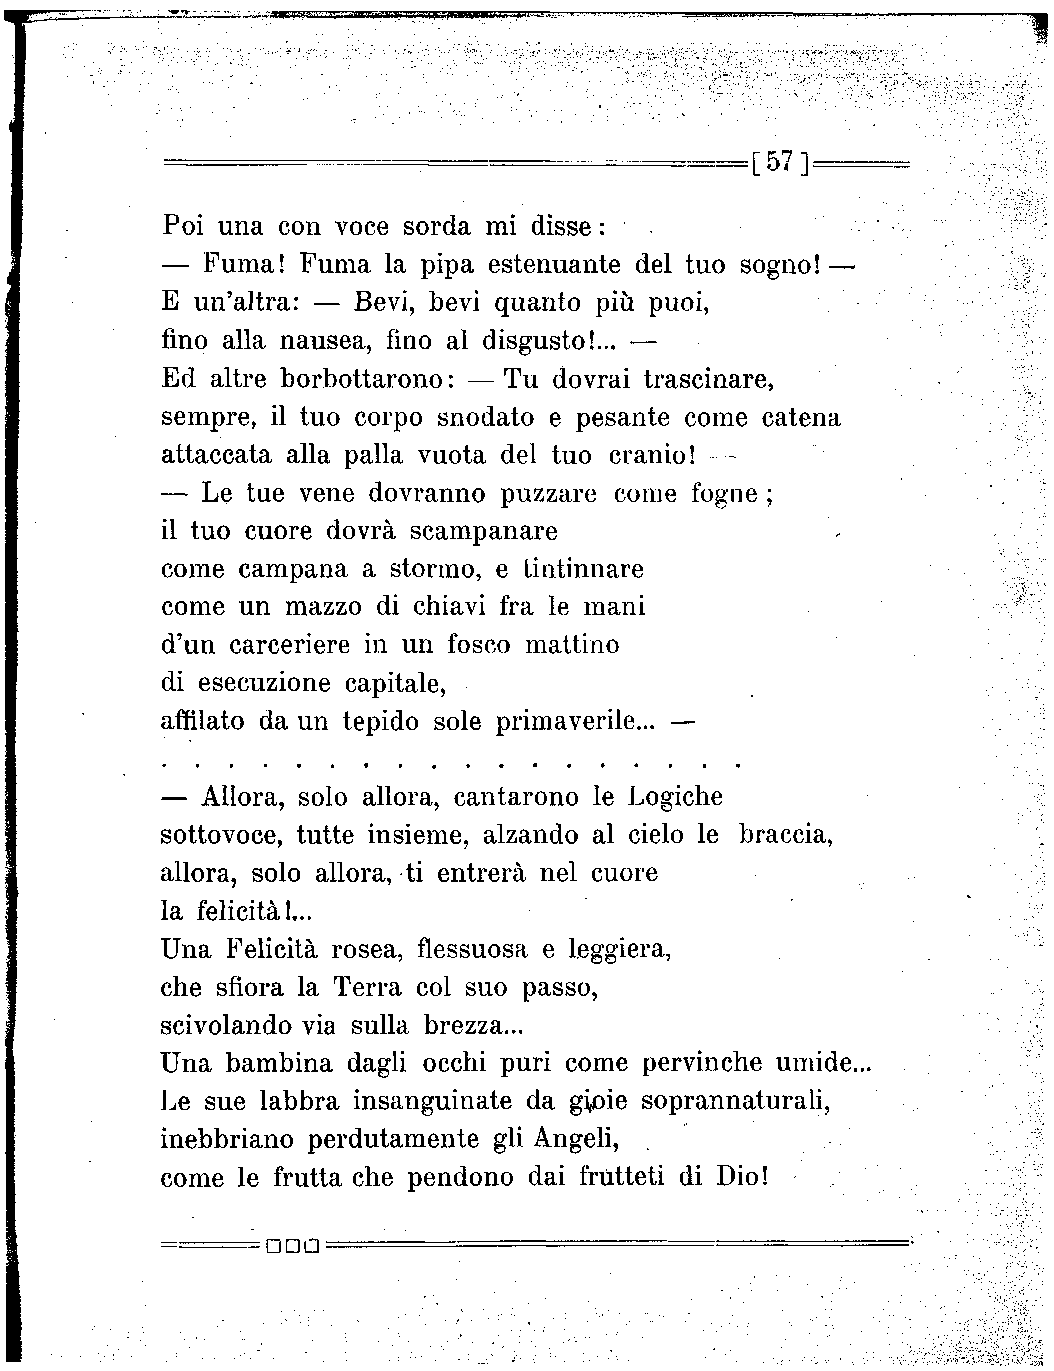 [ 57 ]
Poi una con voce sorda mi disse :
— Fuma! Fuma la pipa estenuante del tuo sogno! —
E un'altra: — Bevi, bevi quanto più puoi,
fino alla nausea, fino al disgusto!... —
Ed altre borbottarono: — Tu dovrai trascinare,
sempre, il tuo corpo snodato e pesante come catena
attaccata alla palla vuota del tuo cranio! —
— Le tue vene dovranno puzzare come fogne ;
il tuo cuore dovrà scampanare
come campana a stormo, e tintinnare
come un mazzo di chiavi fra le mani
d'un carceriere in un fosco mattino
di esecuzione capitale,
affilato da un tepido sole primaverile... —
. . . . . . . . . . . . . . . . . .
— Allora, solo allora, cantarono le Logiche
sottovoce, tutte insieme, alzando al cielo le braccia,
allora, solo allora, ti entrerà nel cuore
la felicità!...
Una Felicità rosea, flessuosa e leggiera,
che sfiora la Terra col suo passo,
scivolando via sulla brezza...
Una bambina dagli occhi puri come pervinche umide...
Le sue labbra insanguinate da gioie soprannaturali,
inebbriano perdutamente gli Angeli,
come le frutta che pendono dai frutteti di Dio!